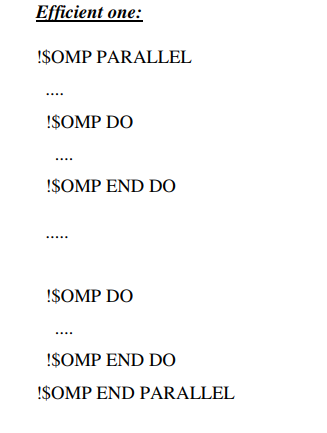 Efficient one:
!$OMP PARALLEL
....
!$OMP DO
....
!$OMP END DO
.....
!$OMP DO
....
!$OMP END DO
!$OMP END PARALLEL